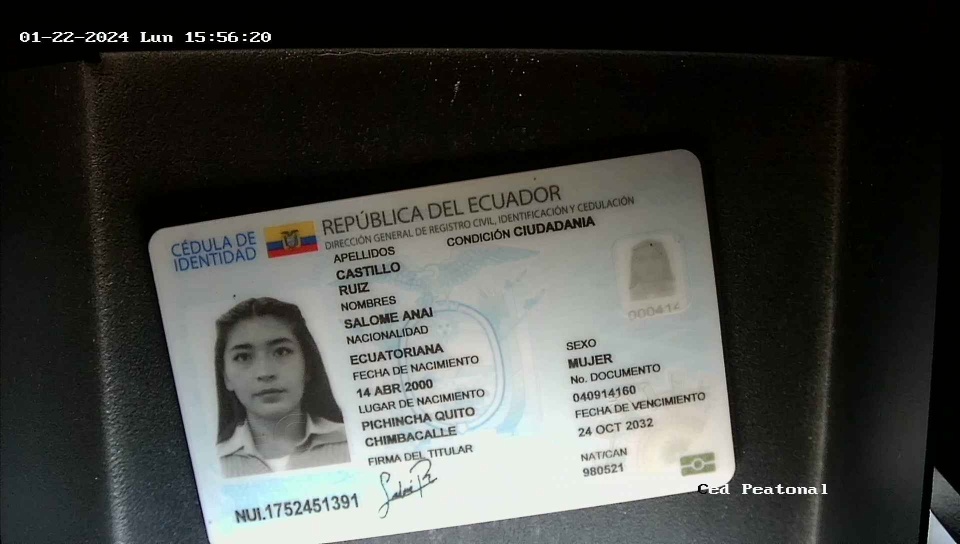 01-22-2024 Lun 15:56:20
CÉDULA DE
IDENTIDAD
REPÚBLICA DEL ECUADOR
DIRECCIÓN GENERAL DE REGISTRO CIVIL, IDENTIFICACIÓN Y CEDULACIÓN
APELLIDOS
CONDICIÓN CIUDADANIA
CASTILLO
RUIZ
NOMBRES
SALOME ANAI
NACIONALIDAD
ECUATORIANA
FECHA DE NACIMIENTO
14 ABR 2000
LUGAR DE NACIMIENTO
PICHINCHA QUITO
CHIMBACALLE
FIRMA DEL TITULAR
000414
SEXO
MUJER
No. DOCUMENTO
040914160
FECHA DE VENCIMIENTO
24 OCT 2032
NAT/CAN
980521
NUI.1752451391
Ced Peatonal